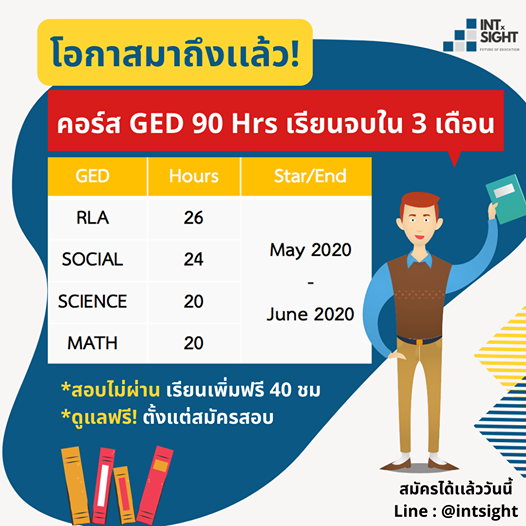 INT x
SIGHT
FUTURE OF EDUCATION
โอกาสมาถึงแล้ว!
คอร์ส GED 90 Hrs เรียนจบใน 3 เดือน
GED Hours Star/End
RLA 26
SOCIAL 24
SCIENCE 20
MATH 20
May 2020
-
June 2020
*สอบไม่ผ่าน เรียนเพิ่มฟรี 40 ชม
*ดูแลฟรี! ตั้งแต่สมัครสอบ
สมัครได้แล้ววันนี้
Line : @intsight